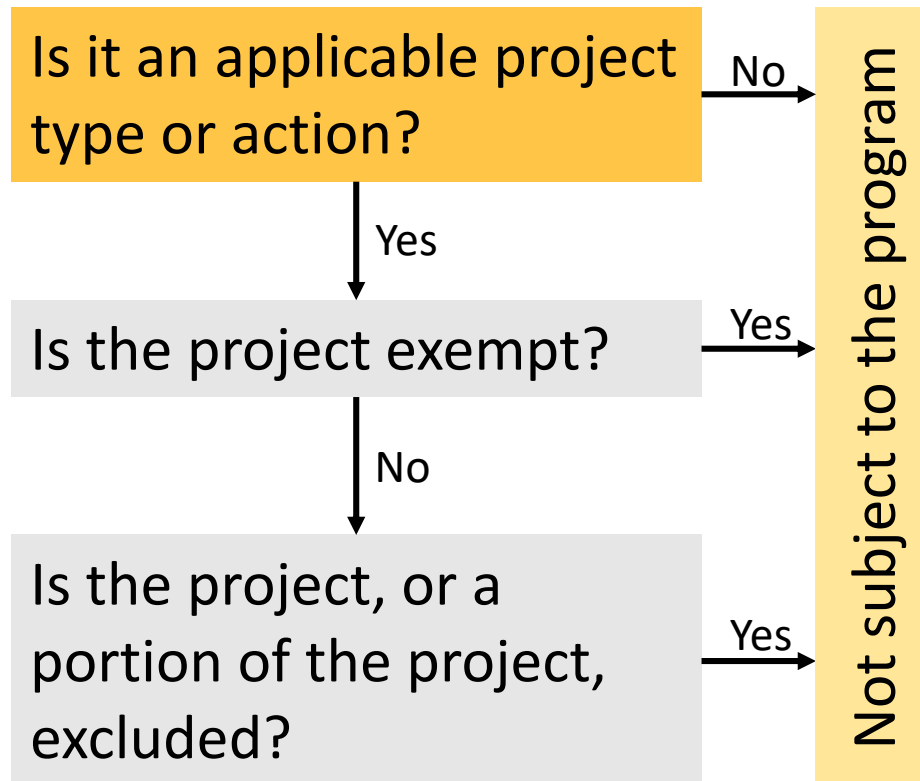 Is it an applicable project
type or action?
No
Yes
Is the project exempt?
Yes
No
Is the project, or a
portion of the project,
excluded?
Yes
Not subject to the program